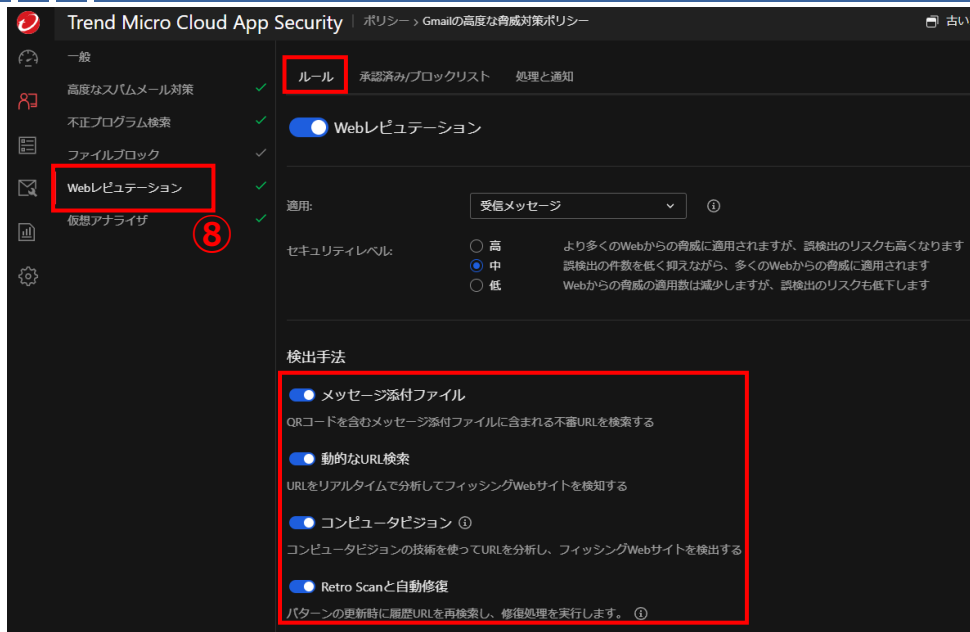 Trend Micro Cloud App Security ポリシー > Gmailの高度な脅威対策ポリシー 古い
一般
高度なスパムメール対策
不正プログラム検索
ファイルブロック
Webレピュテーション
仮想アナライザ
⑧
ルール 承認済み/ブロックリスト 処理と通知
Webレピュテーション
適用: 受信メッセージ
セキュリティレベル: 高 より多くのWebからの脅威に適用されますが、誤検出のリスクも高くなります
中 誤検出の件数を低く抑えながら、多くのWebからの脅威に適用されます
低 Webからの脅威の適用数は減少しますが、誤検出のリスクも低下します
検出手法
メッセージ添付ファイル
QRコードを含むメッセージ添付ファイルに含まれる不審URLを検索する
動的なURL検索
URLをリアルタイムで分析してフィッシングWebサイトを検知する
コンピュータビジョン
コンピュータビジョンの技術を使ってURLを分析し、フィッシングWebサイトを検出する
Retro Scanと自動修復
パターンの更新時に履歴URLを再検索し、修復処理を実行します。